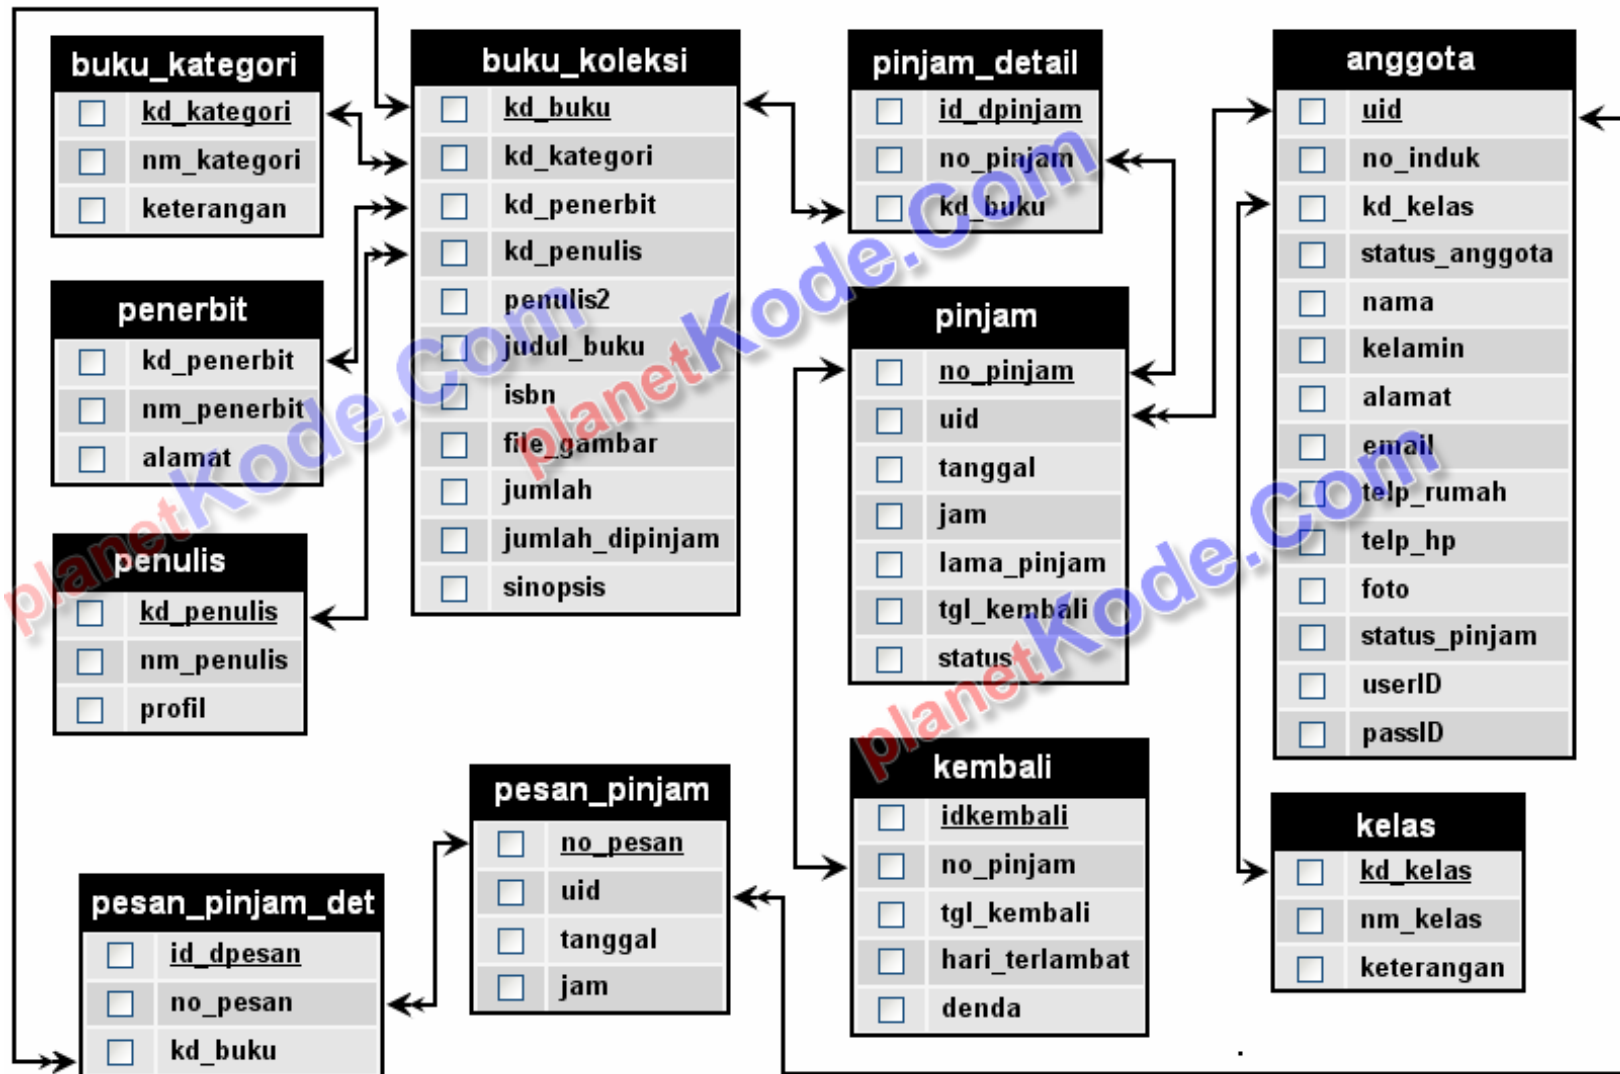 buku_kategori
kd_kategori
nm_kategori
keterangan
penerbit
kd_penerbit
nm_penerbit
alamat
penulis
kd_penulis
nm_penulis
profil
buku_koleksi
kd_buku
kd_kategori
kd_penerbit
kd_penulis
penulis2
judul_buku
isbn
file_gambar
jumlah
jumlah_dipinjam
sinopsis
pinjam_detail
id_dpinjam
no_pinjam
kd_buku
pinjam
no_pinjam
uid
tanggal
jam
lama_pinjam
tgl_kembali
status
anggota
uid
no_induk
kd_kelas
status_anggota
nama
kelamin
alamat
email
telp_rumah
telp_hp
foto
status_pinjam
userID
passID
pesan_pinjam_det
id_dpesan
no_pesan
kd_buku
pesan_pinjam
no_pesan
uid
tanggal
jam
kembali
idkembali
no_pinjam
tgl_kembali
hari_terlambat
denda
kelas
kd_kelas
nm_kelas
keterangan
planetKode.Com
planetKode.Com
planetKode.Com